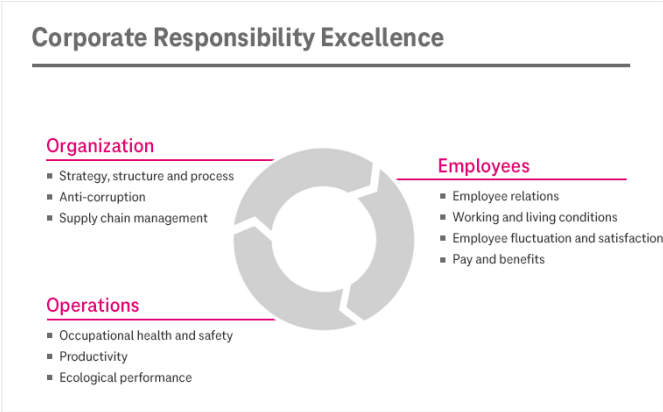 Corporate Responsibility Excellence
Organization
Strategy, structure and process
Anti-corruption
Supply chain management
Employees
Employee relations
Working and living conditions
Employee fluctuation and satisfaction
Pay and benefits
Operations
Occupational health and safety
Productivity
Ecological performance